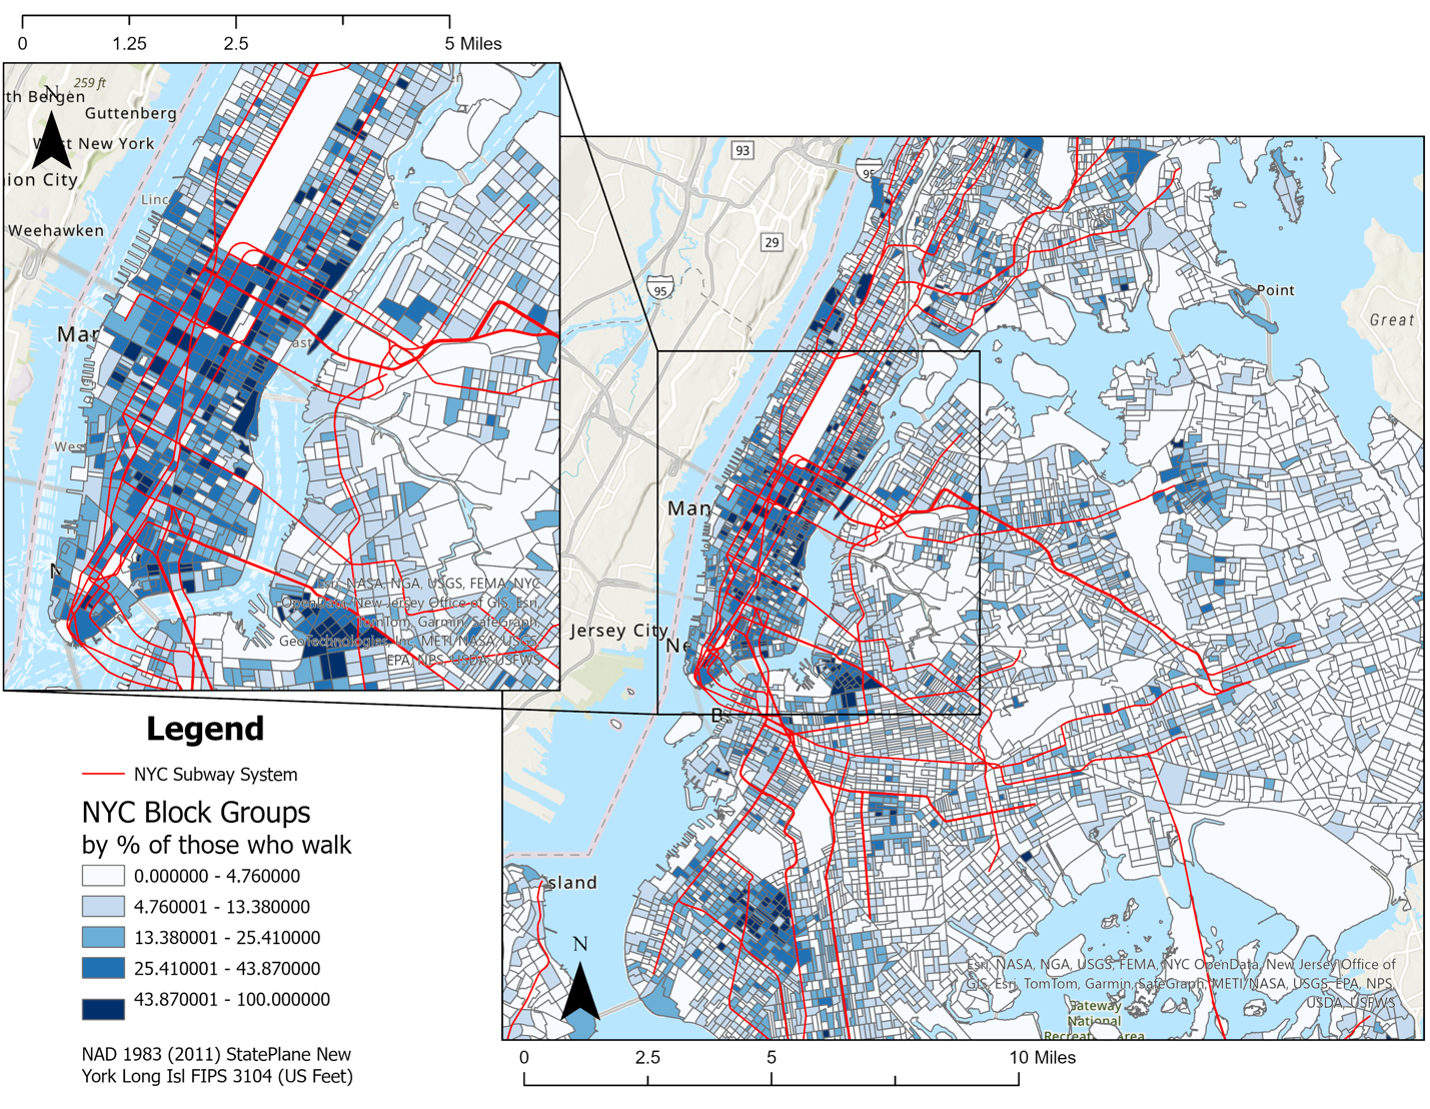 0 1.25 2.5 5 Miles
259 ft
N
th Bergen
Guttenberg
West New York
ion City
Linc
Weehawken
Mar
ast
Wes
N
Esri, NASA, NGA, USGS, FEMA, NYC
OpenData, New Jersey Office of GIS, Esri,
TomTom, Garmin, SafeGraph,
GeoTechnologies, Inc, METI/NASA, USGS,
EPA, NPS, USDA, USFWS
93
95
29
95
Point
Great
Man
Jersey City
Ne
B
sland
N
Esri, NASA, NGA, USGS, FEMA, NYC OpenData, New Jersey Office of
GIS, Esri, TomTom, Garmin, SafeGraph, METI/NASA, USGS, EPA, NPS,
USDA, USFWS
Gateway
National
Recreation Area
0 2.5 5 10 Miles
Legend
NYC Subway System
NYC Block Groups
by % of those who walk
0.000000 - 4.760000
4.760001 - 13.380000
13.380001 - 25.410000
25.410001 - 43.870000
43.870001 - 100.000000
NAD 1983 (2011) StatePlane New
York Long Isl FIPS 3104 (US Feet)